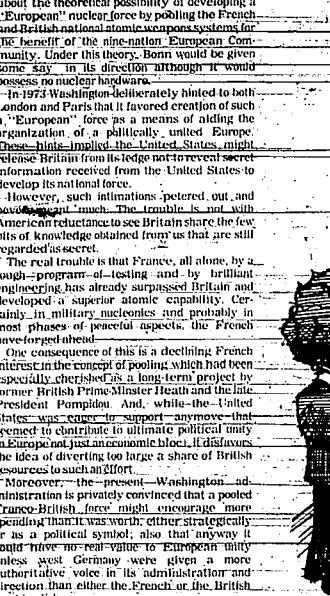 about the theoretical possibility of developing a
"European" nuclear force by pooling the French
and British national atomic weapons systems for
the benefit of the nine-nation European Com-
munity. Under this theory, Bonn would be given
some say in its direction although it would
possess no nuclear hardware.
In 1973 Washington deliberately hinted to both
London and Paris that it favored creation of such
a "European" force as a means of aiding the
organization of a politically united Europe.
These hints implied the United States might
release Britain from its ledge not to reveal secret
information received from the United States to
develop its national force.
However, such intimations petered out and
never meant much. The trouble is not with
American reluctance to see Britain share the few
bits of knowledge obtained from us that are still
regarded as secret.
The real trouble is that France, all alone, by a
tough program of testing and by brilliant
engineering has already surpassed Britain and
developed a superior atomic capability. Cer-
tainly in military nucleonics and probably in
most phases of peaceful aspects, the French
have forged ahead.
One consequence of this is a declining French
interest in the concept of pooling which had been
especially cherished as a long-term project by
former British Prime Minster Heath and the late
President Pompidou. And, while the United
States was eager to support anymove that
seemed to contribute to ultimate political unity
in Europe not just an economic bloc, it disfavors
the idea of diverting too large a share of British
resources to such an effort.
Moreover, the present Washington ad-
ministration is privately convinced that a pooled
Franco-British force might encourage more
spending than it was worth, either strategically
or as a political symbol; also that anyway it
would have no real value to European unity
unless west Germany were given a more
authoritative voice in its administration and
direction than either the French or the British